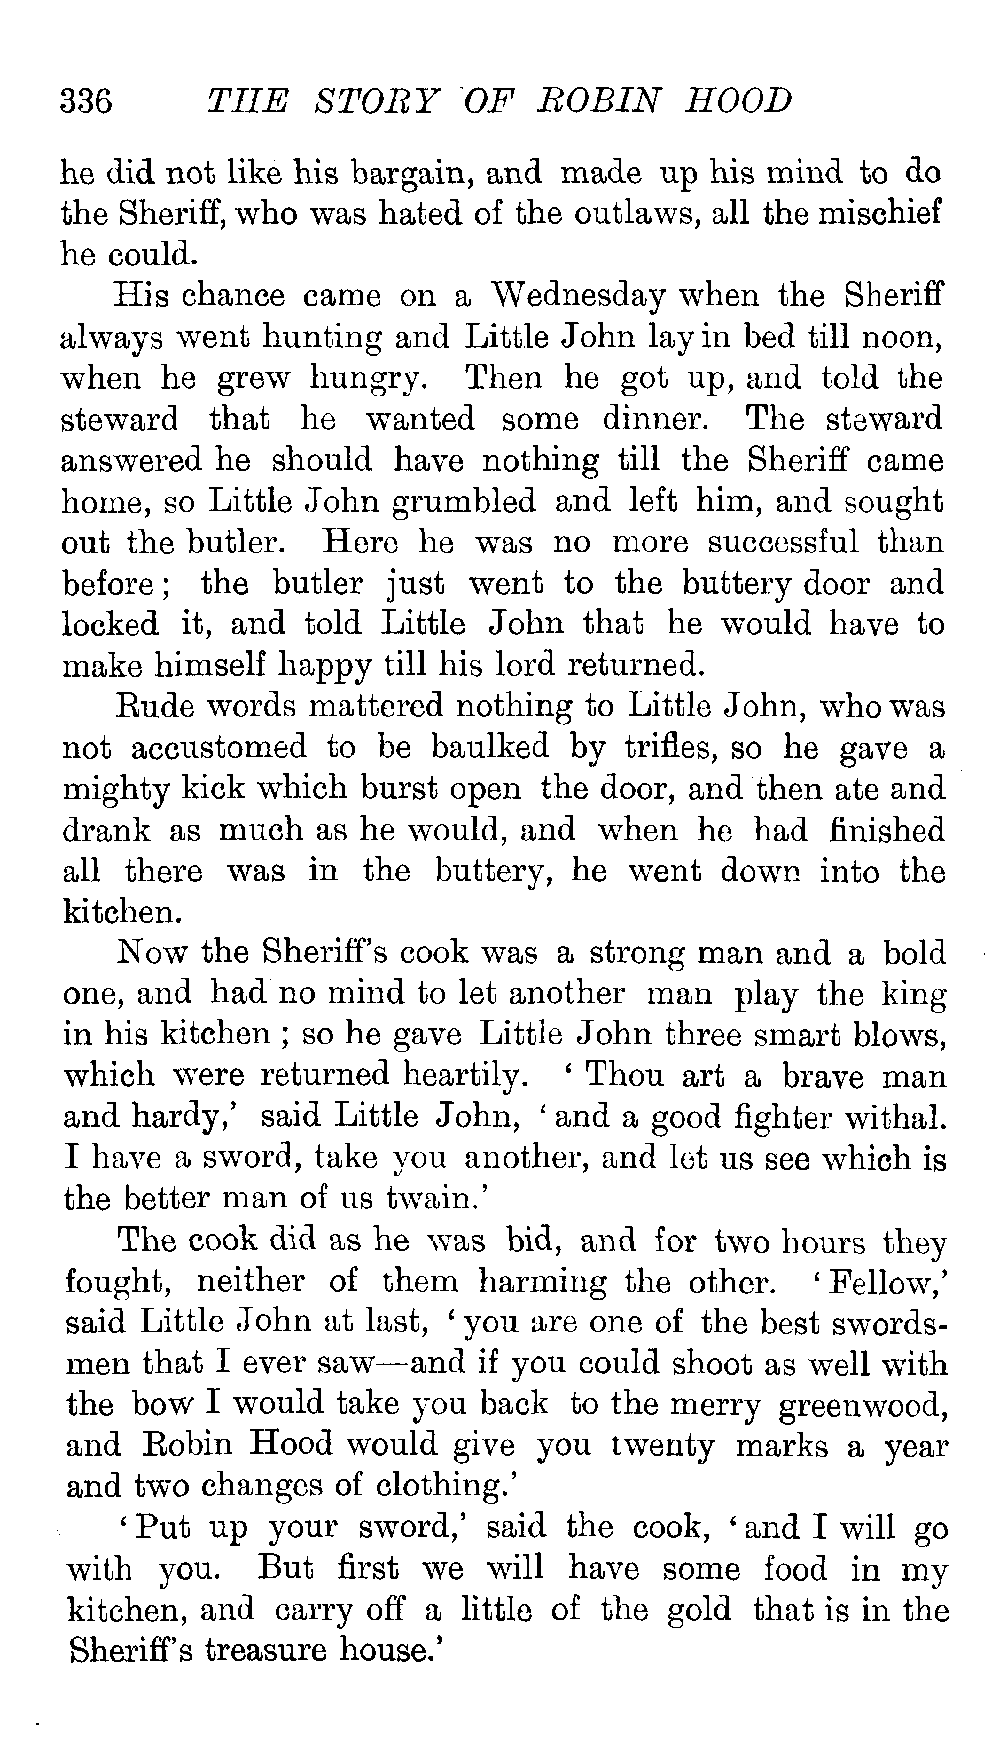 336 THE STORY OF ROBIN HOOD
he did not like his bargain, and made up his mind to do
the Sheriff, who was hated of the outlaws, all the mischief
he could.
His chance came on a Wednesday when the Sheriff
always went hunting and Little John lay in bed till noon,
when he grew hungry. Then he got up, and told the
steward that he wanted some dinner. The steward
answered he should have nothing till the Sheriff came
home, so Little John grumbled and left him, and sought
out the butler. Here he was no more successful than
before; the butler just went to the buttery door and
locked it, and told Little John that he would have to
make himself happy till his lord returned.
Rude words mattered nothing to Little John, who was
not accustomed to be baulked by trifles, so he gave a
mighty kick which burst open the door, and then ate and
drank as much as he would, and when he had finished
all there was in the buttery, he went down into the
kitchen.
Now the Sheriff's cook was a strong man and a bold
one, and had no mind to let another man play the king
in his kitchen; so he gave Little John three smart blows,
which were returned heartily. ‘Thou art a brave man
and hardy,’ said Little John, ‘and a good fighter withal.
I have a sword, take you another, and let us see which is
the better man of us twain.’
The cook did as he was bid, and for two hours they
fought, neither of them harming the other. ‘Fellow,’
said Little John at last, ‘you are one of the best swords-
men that I ever saw—and if you could shoot as well with
the bow I would take you back to the merry greenwood,
and Robin Hood would give you twenty marks a year
and two changes of clothing.’
‘Put up your sword,’ said the cook, ‘and I will go
with you. But first we will have some food in my
kitchen, and carry off a little of the gold that is in the
Sheriff's treasure house.’